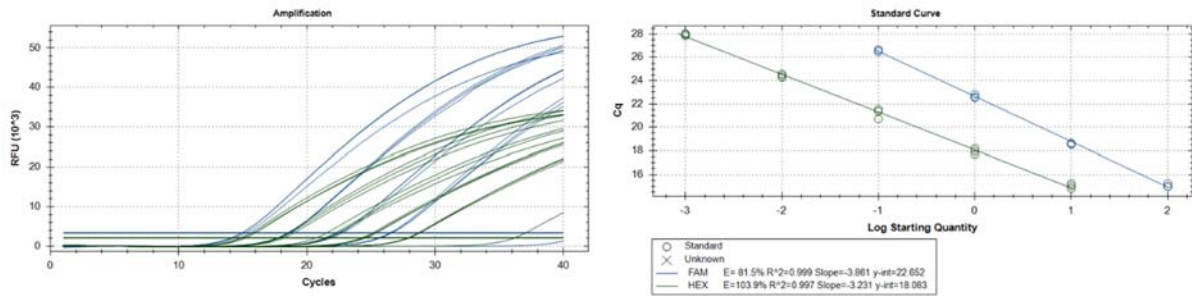 Amplification
50
40
30
20
10
0
RFU (10^3)
0 10 20 30 40
Cycles
Standard Curve
28
26
24
22
20
18
16
Cq
-3 -2 -1 0 1 2
Log Starting Quantity
Standard
Unknown
FAM E= 81.5% R^2=0.999 Slope=-3.861 y-int=22.652
HEX E=103.9% R^2=0.997 Slope=-3.231 y-int=18.083